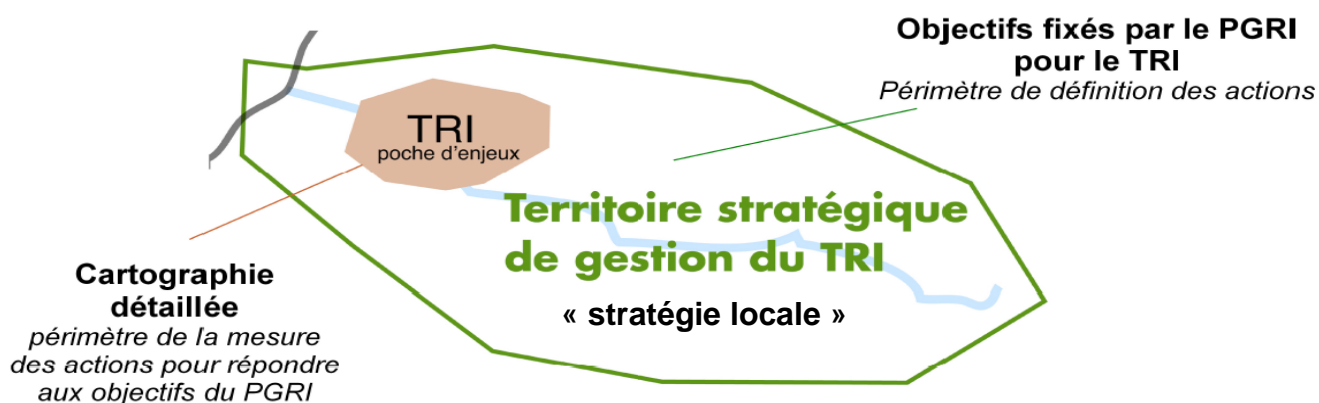 Objectifs fixés par le PGRI
pour le TRI
Périmètre de définition des actions
TRI
poche d'enjeux
Territoire stratégique
de gestion du TRI
« stratégie locale »
Cartographie
détaillée
périmètre de la mesure
des actions pour répondre
aux objectifs du PGRI